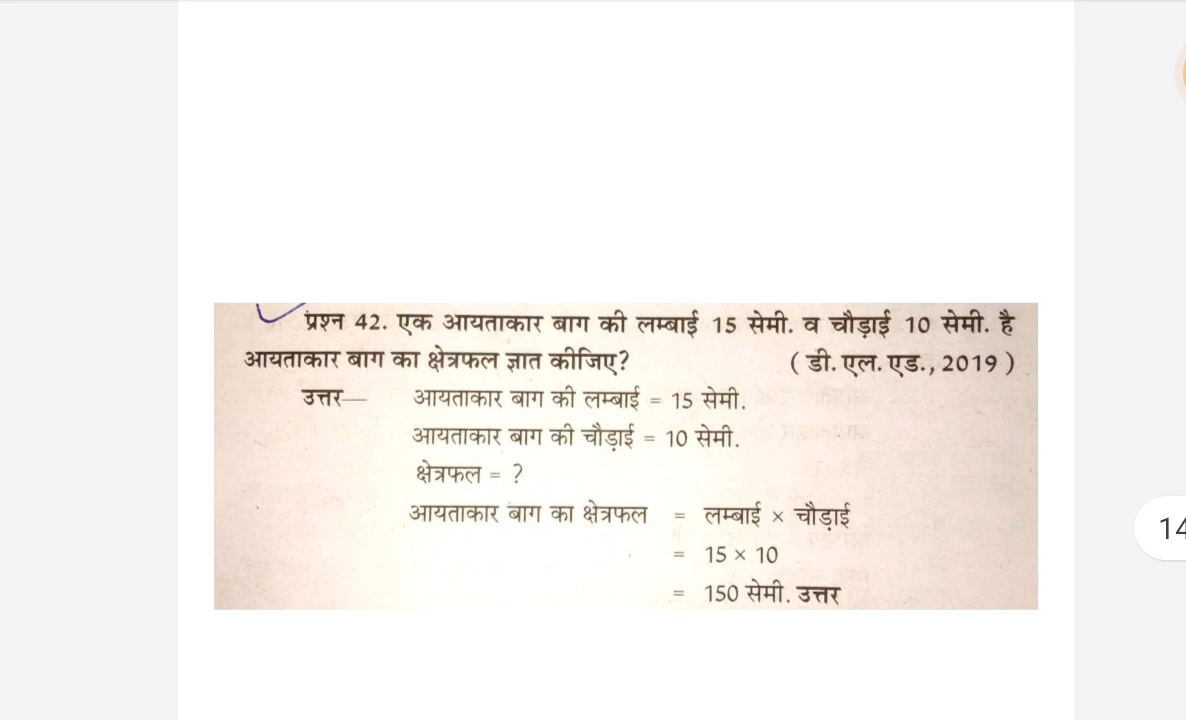 प्रश्न 42. एक आयताकार बाग की लम्बाई 15 सेमी. व चौड़ाई 10 सेमी. है
आयताकार बाग का क्षेत्रफल ज्ञात कीजिए? (डी. एल. एड., 2019)
उत्तर— आयताकार बाग की लम्बाई = 15 सेमी.
आयताकार बाग की चौड़ाई = 10 सेमी.
क्षेत्रफल = ?
आयताकार बाग का क्षेत्रफल = लम्बाई × चौड़ाई
= 15 × 10
= 150 सेमी. उत्तर
14